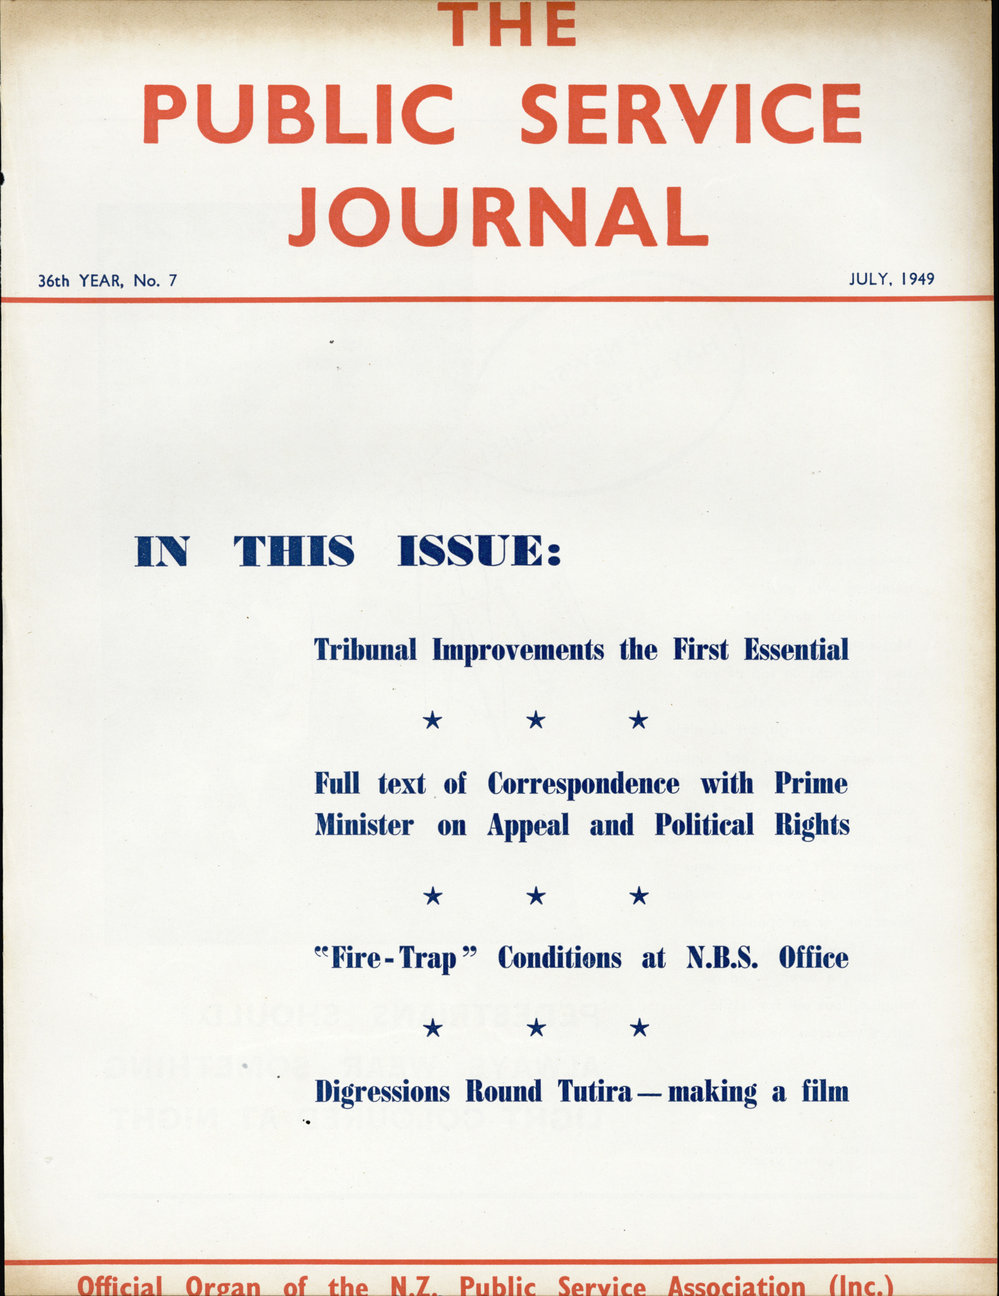 THE
PUBLIC SERVICE
JOURNAL
36th YEAR, No. 7
JULY, 1949
IN THIS ISSUE:
Tribunal Improvements the First Essential
★ ★ ★
Full text of Correspondence with Prime
Minister on Appeal and Political Rights
★ ★ ★
“Fire-Trap” Conditions at N.B.S. Office
★ ★ ★
Digressions Round Tutira—making a film
Official Organ of the N.Z. Public Service Association (Inc.)